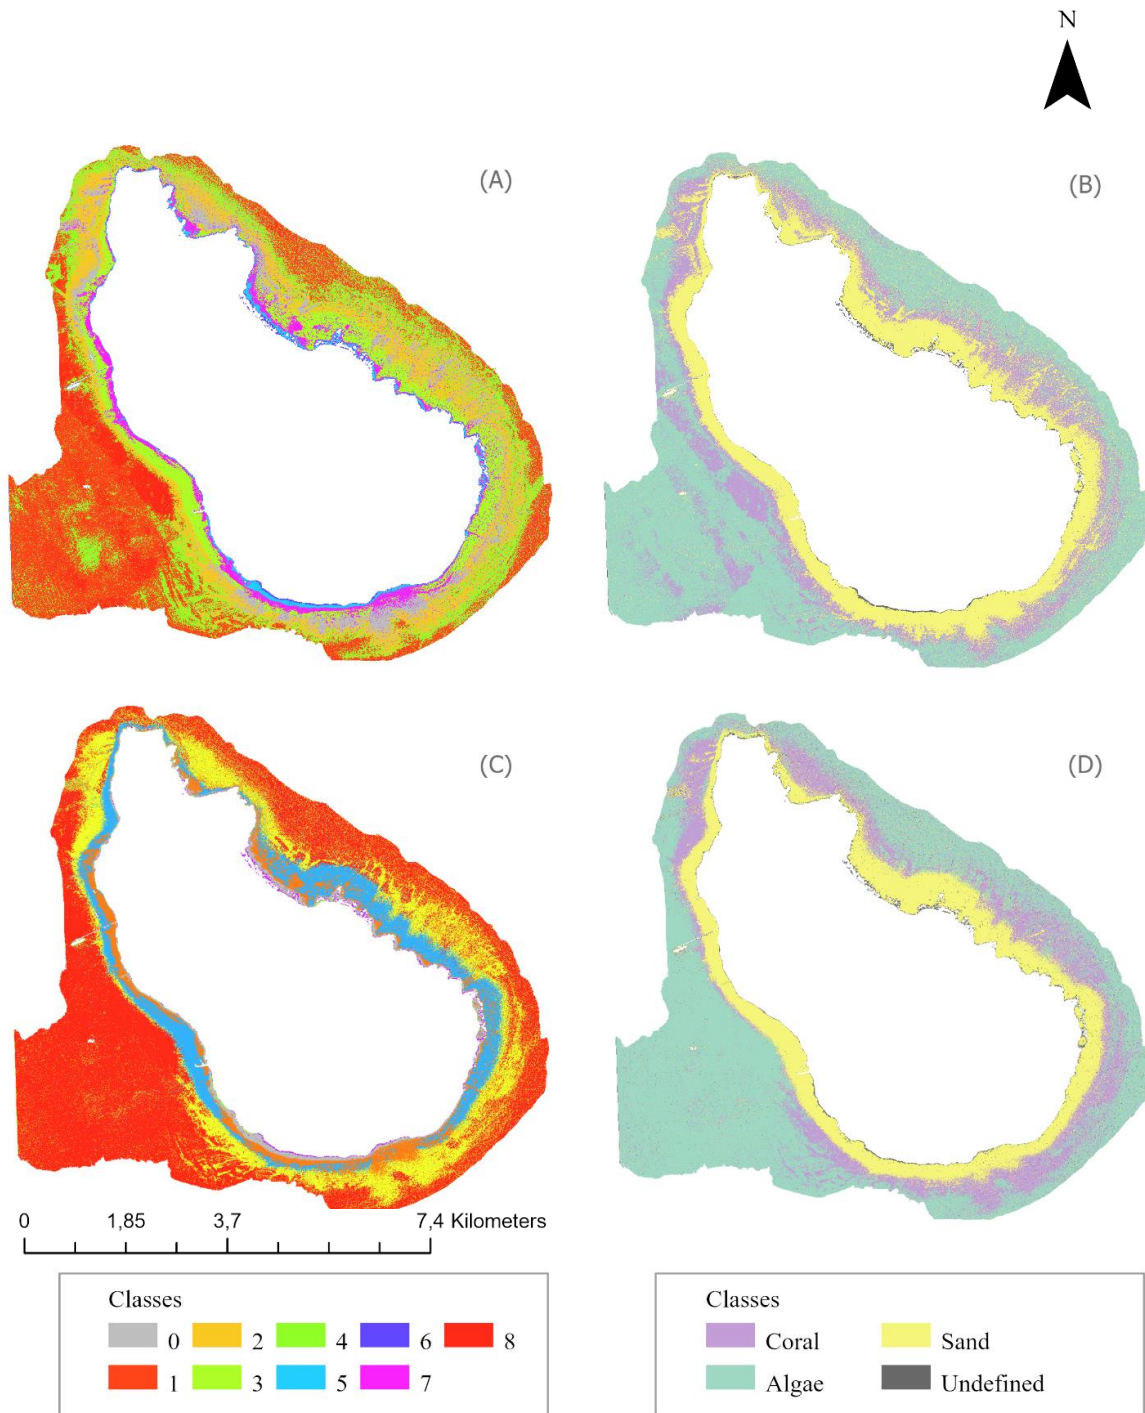 N
(A)
(B)
(C)
(D)
0 1,85 3,7 7,4 Kilometers
Classes
0 2 4 6 8
1 3 5 7
Classes
Coral Sand
Algae Undefined